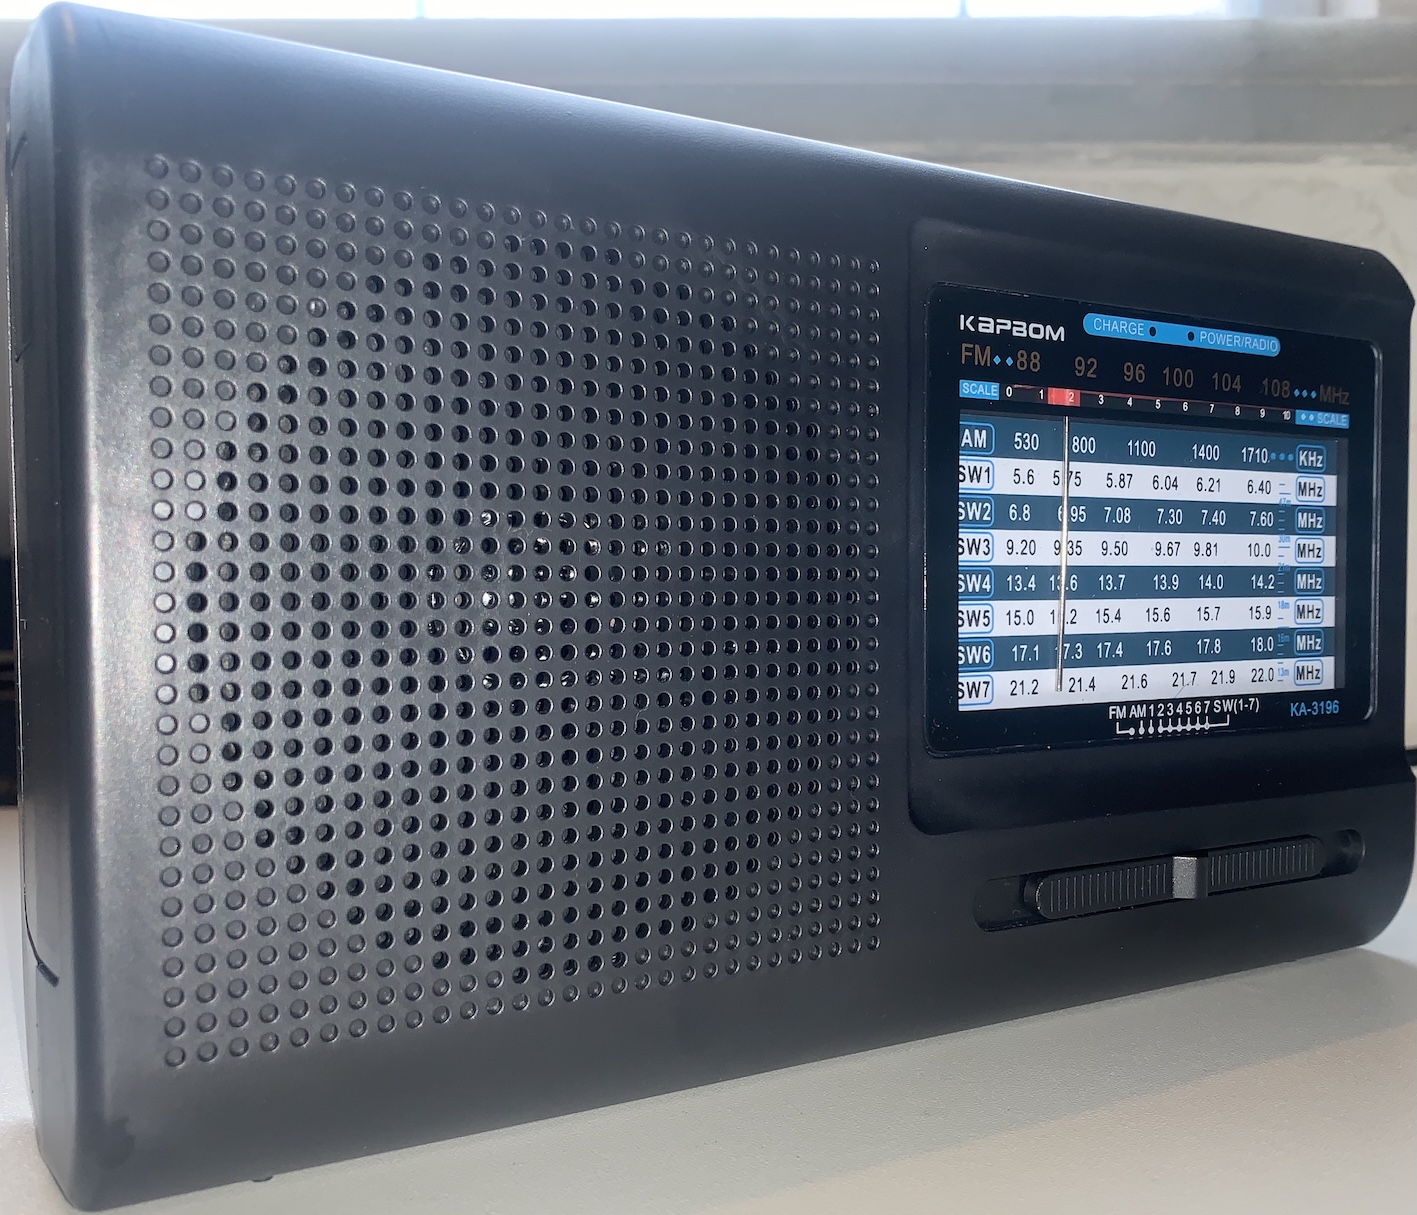 KAPBOM CHARGE POWER/RADIO
FM 88 92 96 100 104 108 MHz
SCALE 0 1 2 3 4 5 6 7 8 9 10 SCALE
AM 530 800 1100 1400 1710 KHz
SW1 5.6 5.75 5.87 6.04 6.21 6.40 MHz
SW2 6.8 6.95 7.08 7.30 7.40 7.60 MHz
SW3 9.20 9.35 9.50 9.67 9.81 10.0 30m MHz
SW4 13.4 13.6 13.7 13.9 14.0 14.2 MHz
SW5 15.0 15.2 15.4 15.6 15.7 15.9 18m MHz
SW6 17.1 17.3 17.4 17.6 17.8 18.0 16m MHz
SW7 21.2 21.4 21.6 21.7 21.9 22.0 13m MHz
FM AM 1 2 3 4 5 6 7 SW(1-7) KA-3196